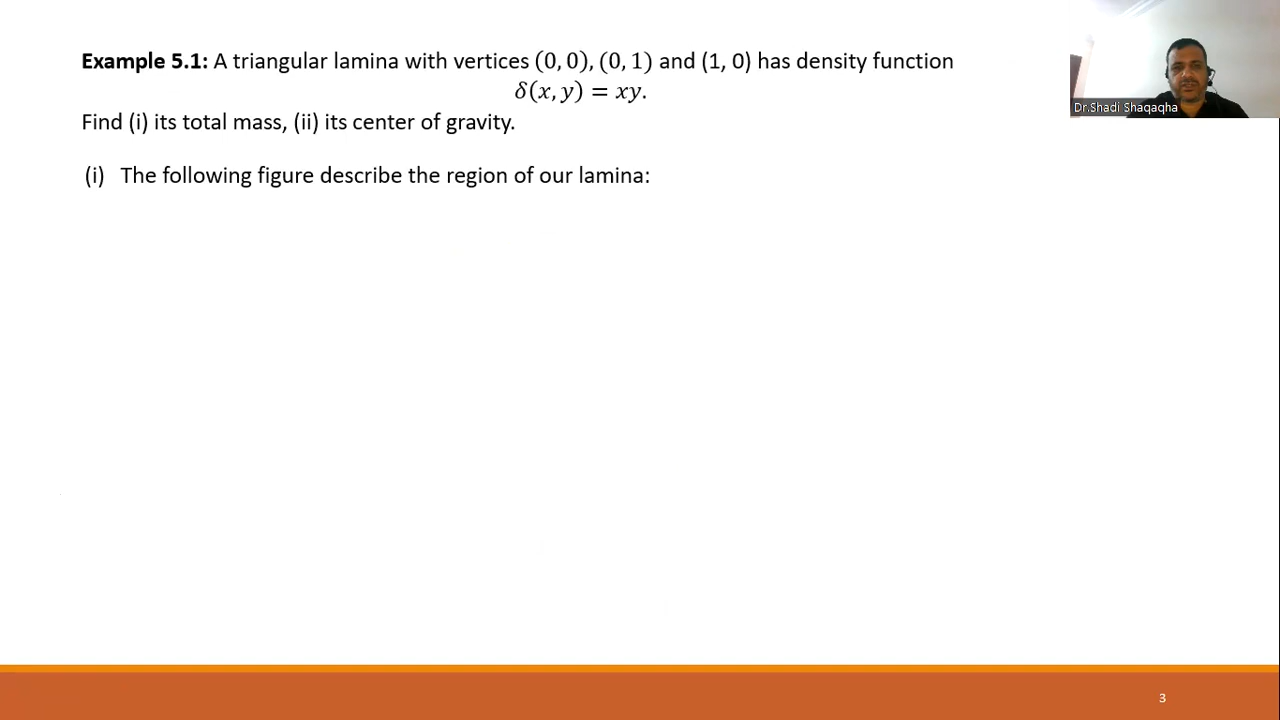 Example 5.1: A triangular lamina with vertices (0, 0), (0, 1) and (1, 0) has density function
δ(x, y) = xy.
Find (i) its total mass, (ii) its center of gravity.
(i) The following figure describe the region of our lamina:
Dr.Shadi Shaqaqha
3